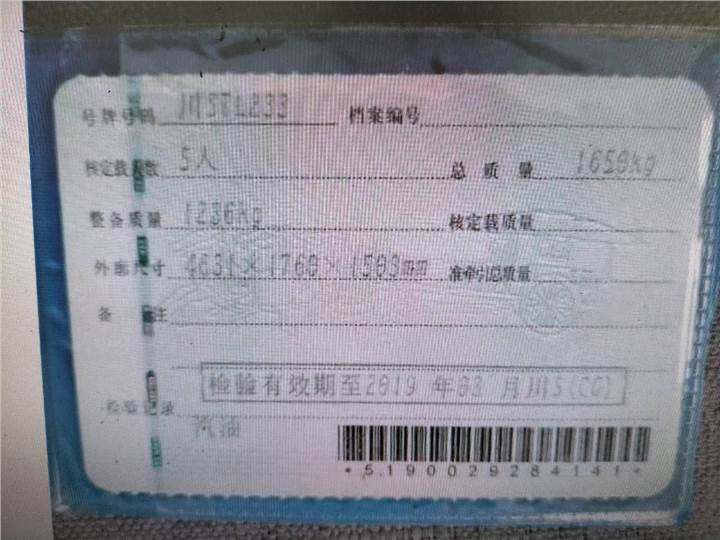 号牌号码 档案编号
核定载人数 5人 总质量 1650kg
整备质量 1236kg 核定载质量
外廓尺寸 4631×1760×1503mm 准牵引总质量
备注
检验有效期至2019年03月川S(CG)
检验记录
汽油
*5190029284141*